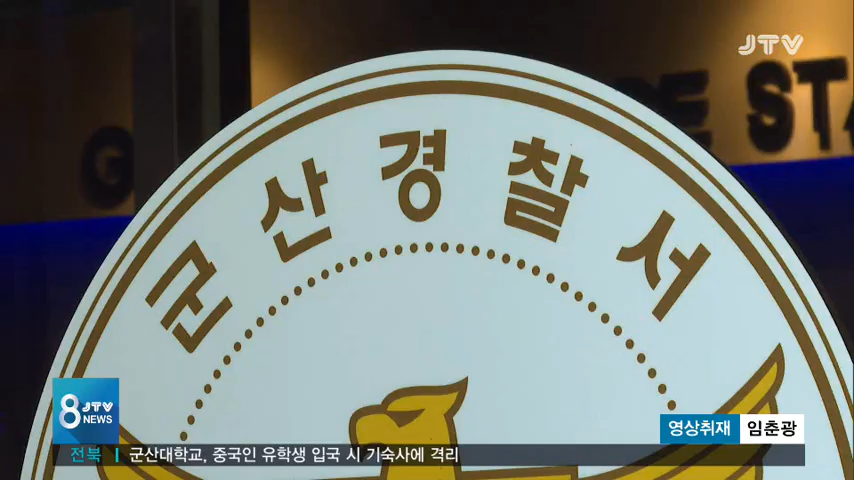 JTV
G
DE STA
군산경찰서
8 JTV NEWS
영상취재 임춘광
전북 | 군산대학교, 중국인 유학생 입국 시 기숙사에 격리